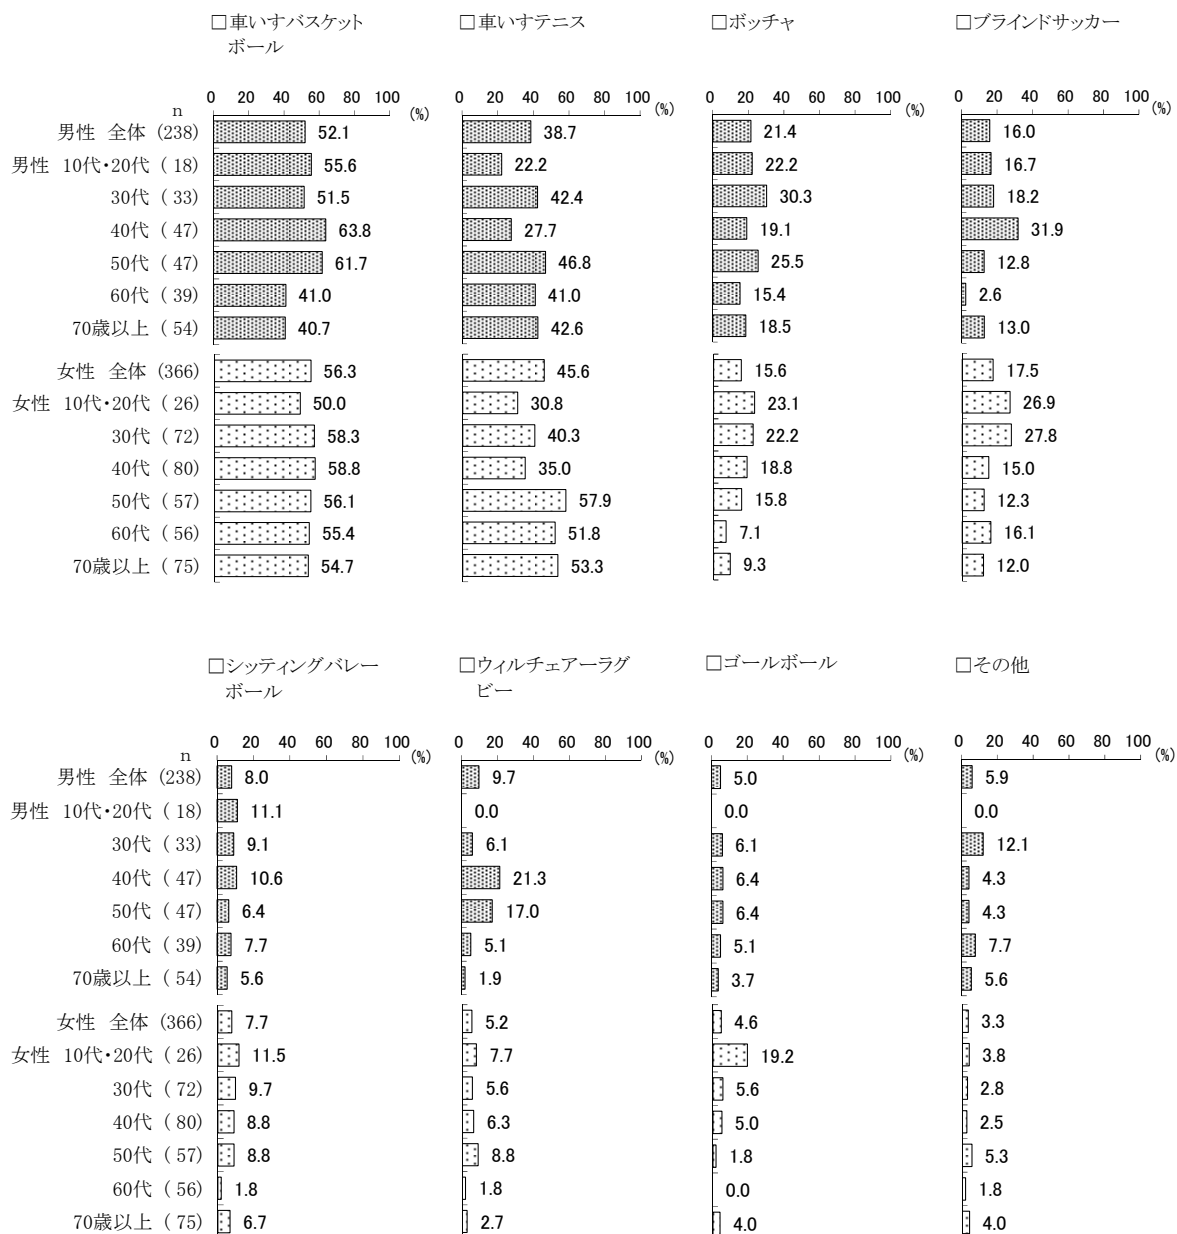 □車いすバスケット □車いすテニス □ボッチャ □ブラインドサッカー
ボール
0 20 40 60 80 100 (%) 0 20 40 60 80 100 (%) 0 20 40 60 80 100 (%) 0 20 40 60 80 100 (%)
n
男性 全体 (238) 52.1 38.7 21.4 16.0
男性 10代・20代 ( 18) 55.6 22.2 22.2 16.7
30代 ( 33) 51.5 42.4 30.3 18.2
40代 ( 47) 63.8 27.7 19.1 31.9
50代 ( 47) 61.7 46.8 25.5 12.8
60代 ( 39) 41.0 41.0 15.4 2.6
70歳以上 ( 54) 40.7 42.6 18.5 13.0
女性 全体 (366) 56.3 45.6 15.6 17.5
女性 10代・20代 ( 26) 50.0 30.8 23.1 26.9
30代 ( 72) 58.3 40.3 22.2 27.8
40代 ( 80) 58.8 35.0 18.8 15.0
50代 ( 57) 56.1 57.9 15.8 12.3
60代 ( 56) 55.4 51.8 7.1 16.1
70歳以上 ( 75) 54.7 53.3 9.3 12.0
□シッティングバレー □ウィルチェアーラグ □ゴールボール □その他
ボール ビー
0 20 40 60 80 100 (%) 0 20 40 60 80 100 (%) 0 20 40 60 80 100 (%) 0 20 40 60 80 100 (%)
n
男性 全体 (238) 8.0 9.7 5.0 5.9
男性 10代・20代 ( 18) 11.1 0.0 0.0 0.0
30代 ( 33) 9.1 6.1 6.1 12.1
40代 ( 47) 10.6 21.3 6.4 4.3
50代 ( 47) 6.4 17.0 6.4 4.3
60代 ( 39) 7.7 5.1 5.1 7.7
70歳以上 ( 54) 5.6 1.9 3.7 5.6
女性 全体 (366) 7.7 5.2 4.6 3.3
女性 10代・20代 ( 26) 11.5 7.7 19.2 3.8
30代 ( 72) 9.7 5.6 5.6 2.8
40代 ( 80) 8.8 6.3 5.0 2.5
50代 ( 57) 8.8 8.8 1.8 5.3
60代 ( 56) 1.8 1.8 0.0 1.8
70歳以上 ( 75) 6.7 2.7 4.0 4.0